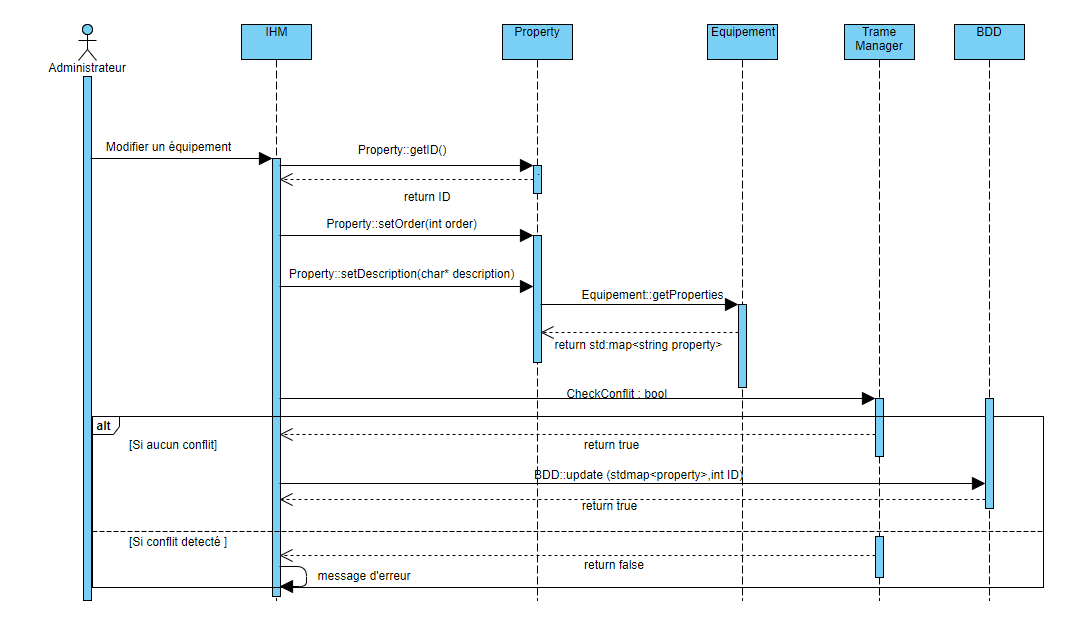 IHM
Property
Equipement
Trame
Manager
BDD
Administrateur
Modifier un équipement
Property::getID()
return ID
Property::setOrder(int order)
Property::setDescription(char* description)
Equipement::getProperties
return std:map<string property>
CheckConflit : bool
alt
[Si aucun conflit]
return true
BDD::update (stdmap<property>,int ID)
return true
[Si conflit detecté ]
return false
message d'erreur